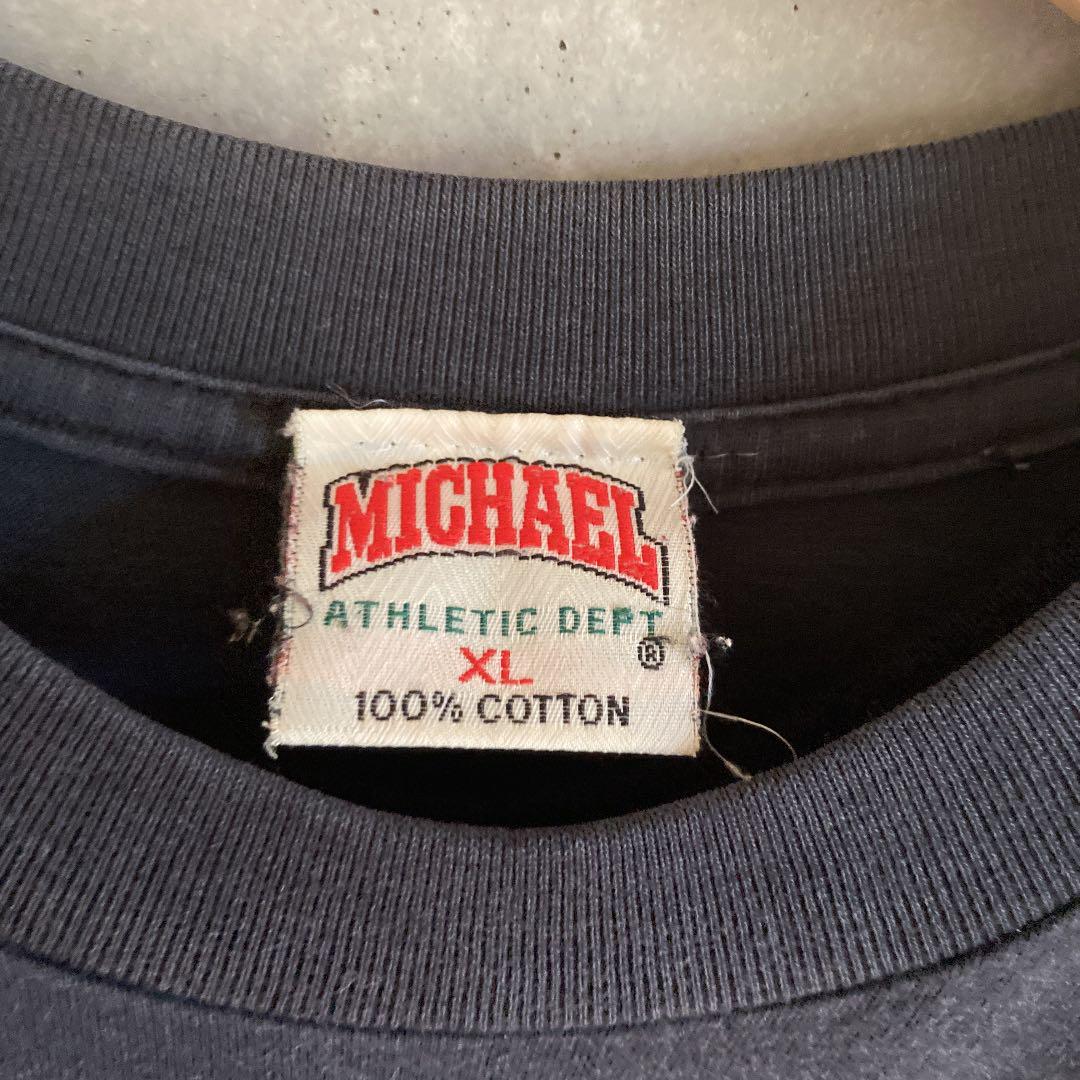 MICHAEL
ATHLETIC DEPT
®
XL
100% COTTON